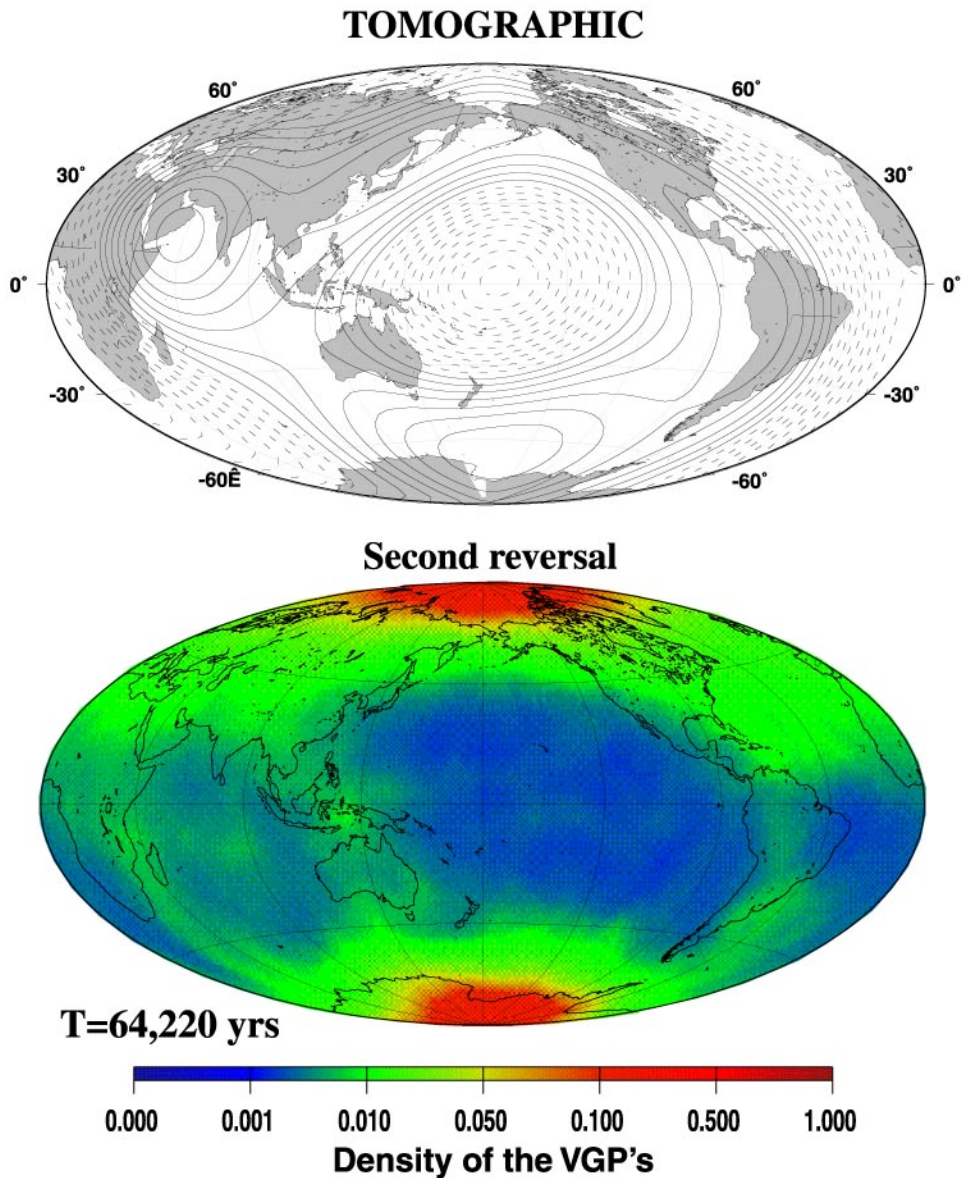 TOMOGRAPHIC
60˚ 60˚
30˚ 30˚
0˚ 0˚
-30˚ -30˚
-60Ê -60˚
Second reversal
T=64,220 yrs
0.000 0.001 0.010 0.050 0.100 0.500 1.000
Density of the VGP's